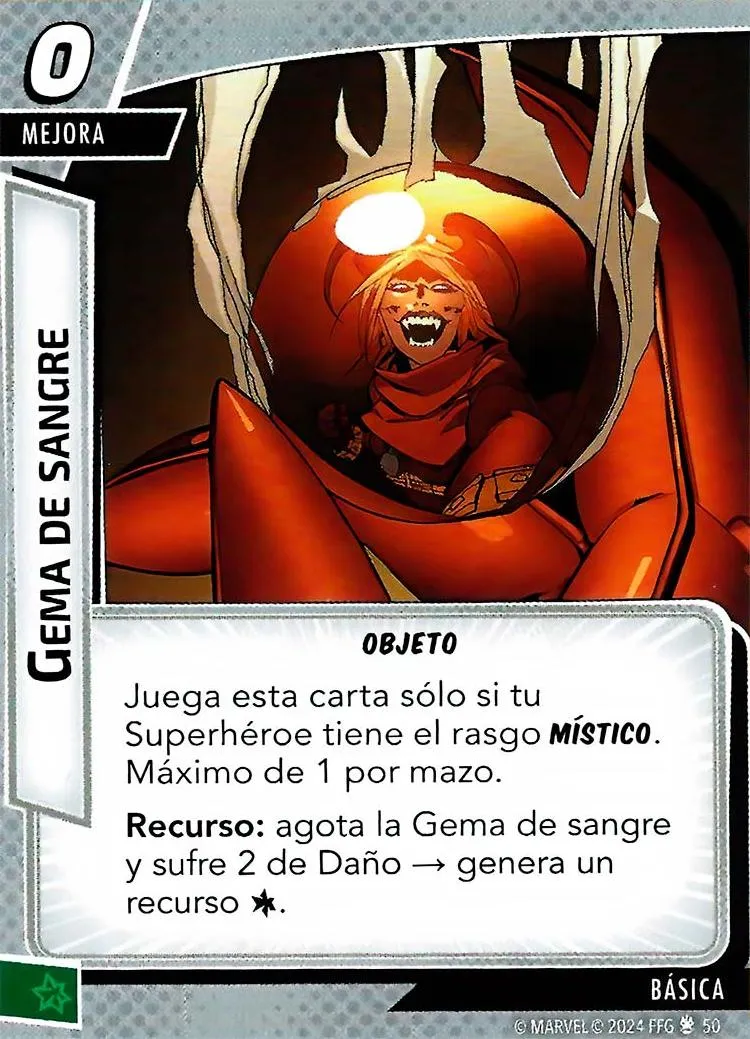 0
MEJORA
GEMA DE SANGRE
OBJETO
Juega esta carta sólo si tu
Superhéroe tiene el rasgo MÍSTICO.
Máximo de 1 por mazo.
Recurso: agota la Gema de sangre
y sufre 2 de Daño → genera un
recurso ✶.
BÁSICA
© MARVEL © 2024 FFG 50